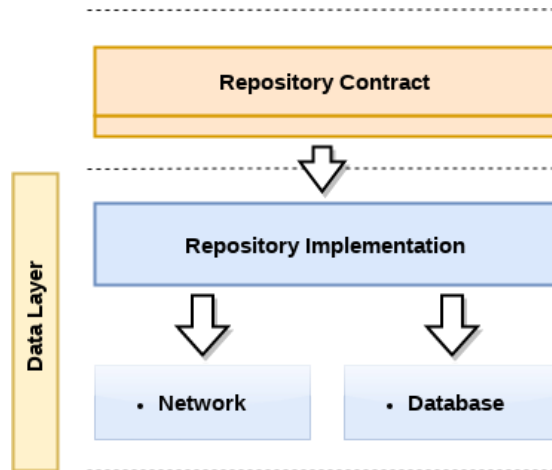 Repository Contract
Repository Implementation
Data Layer
• Network
• Database